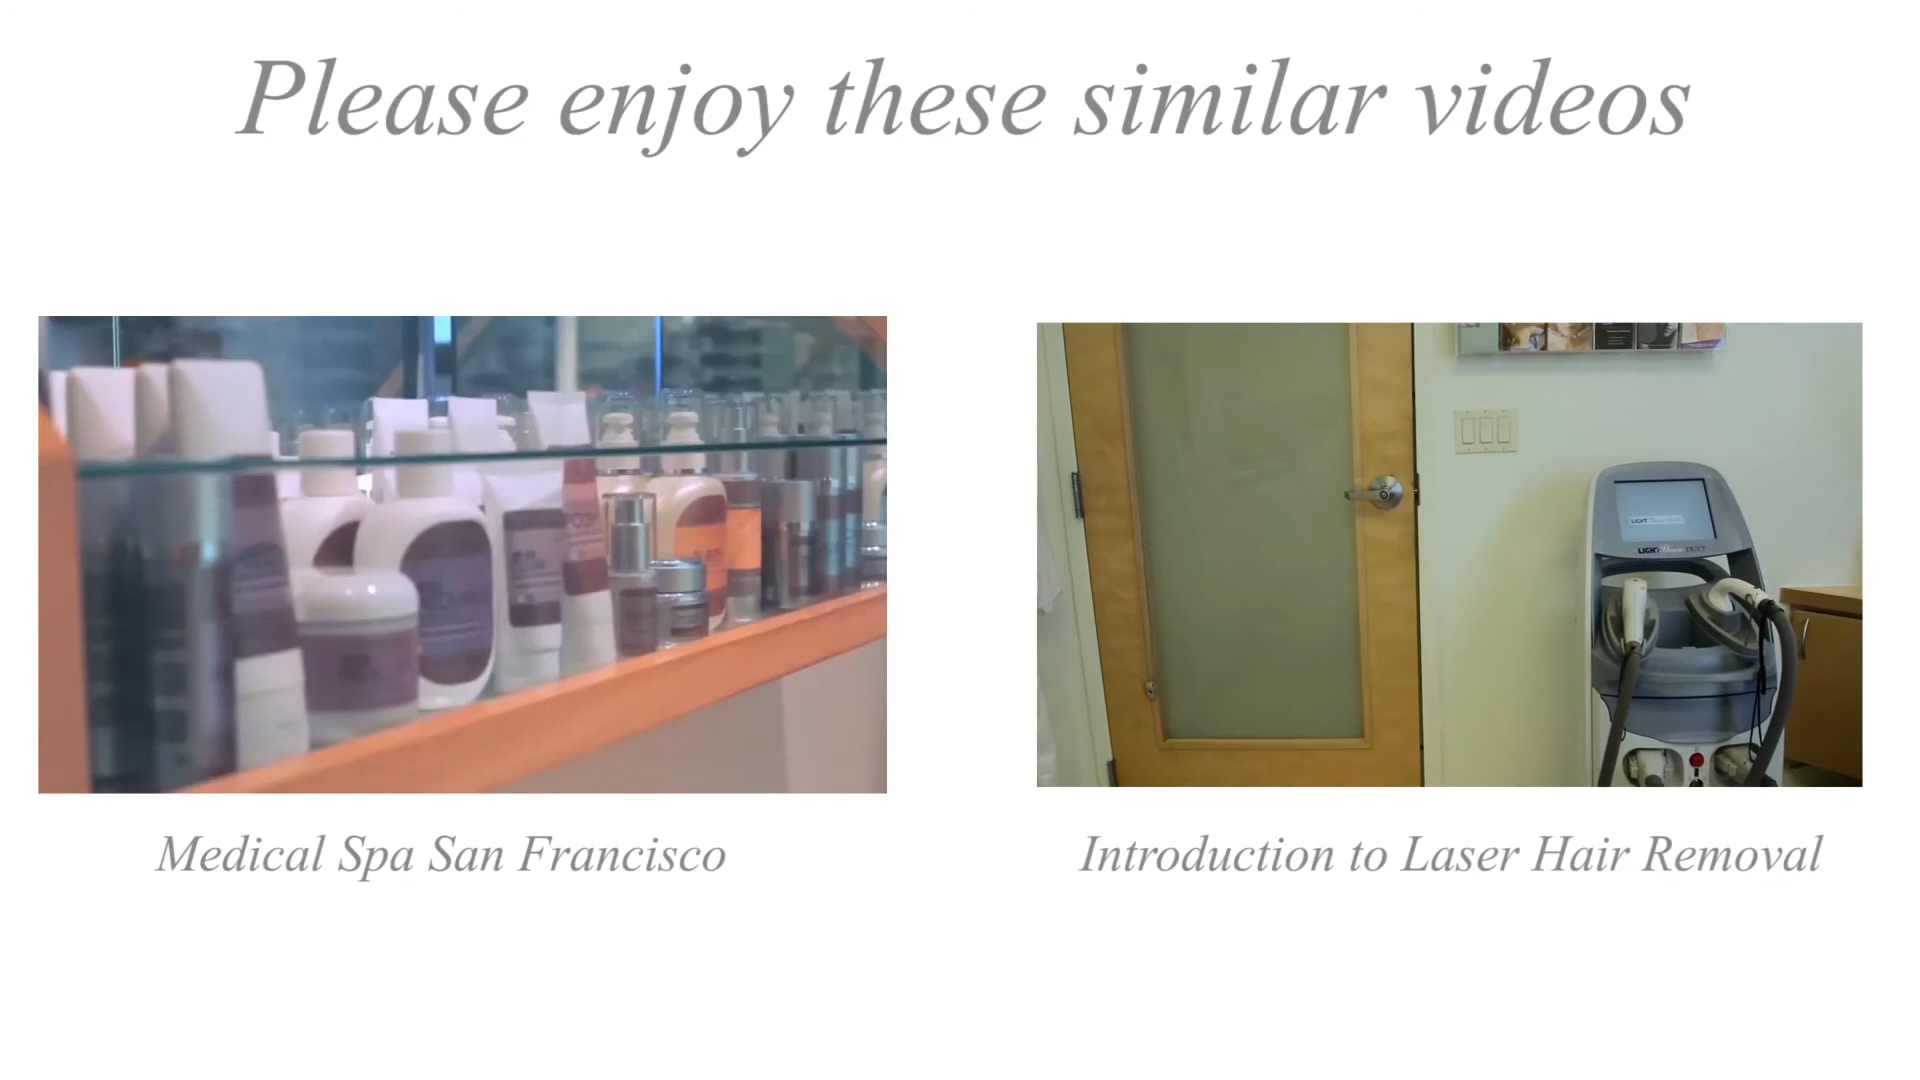 Please enjoy these similar videos
Medical Spa San Francisco
Introduction to Laser Hair Removal